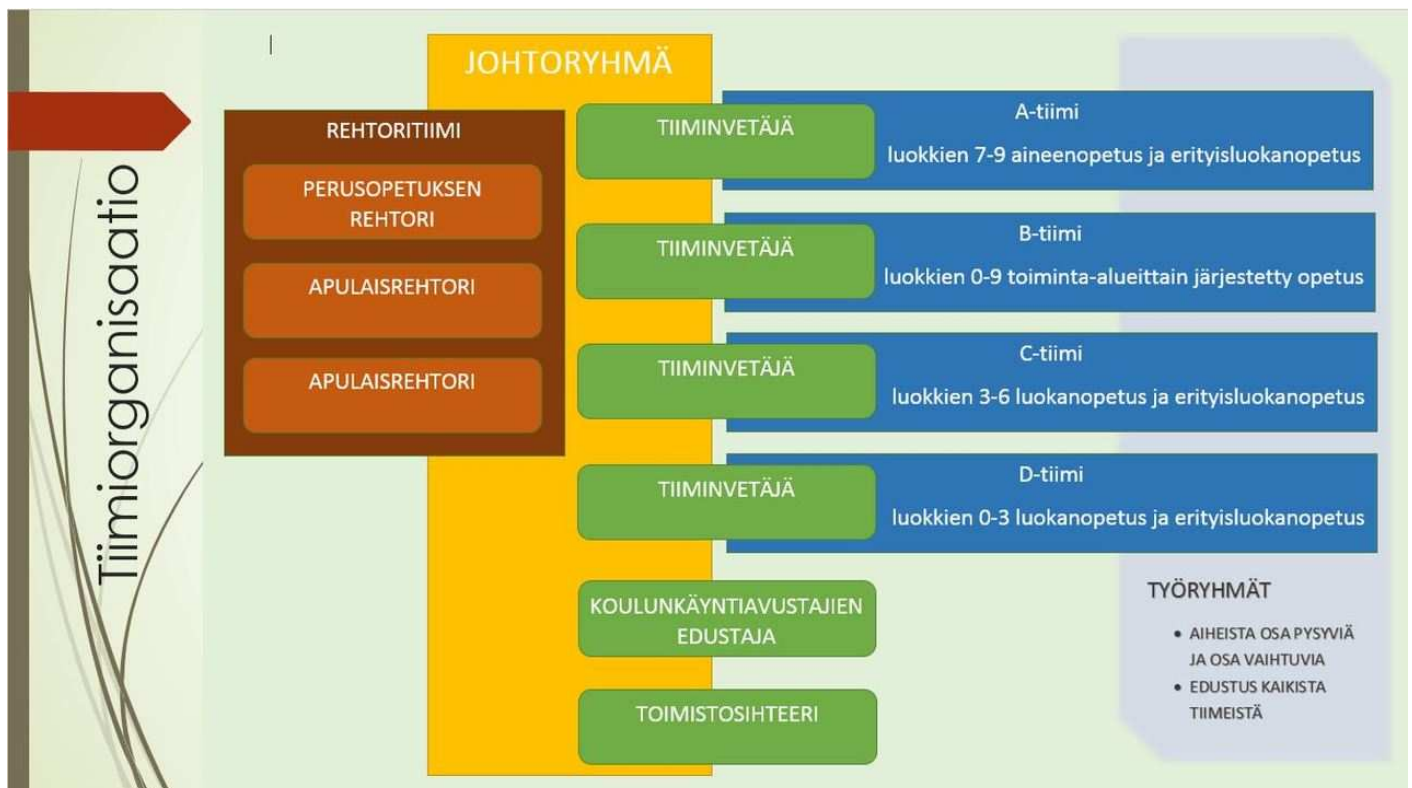 Tiimiorganisaatio
JOHTORYHMÄ
REHTORITIIMI
PERUSOPETUKSEN
REHTORI
APULAISREHTORI
APULAISREHTORI
TIIMINVETÄJÄ
A-tiimi
luokkien 7-9 aineenopetus ja erityisluokanopetus
TIIMINVETÄJÄ
B-tiimi
luokkien 0-9 toiminta-alueittain järjestetty opetus
TIIMINVETÄJÄ
C-tiimi
luokkien 3-6 luokanopetus ja erityisluokanopetus
TIIMINVETÄJÄ
D-tiimi
luokkien 0-3 luokanopetus ja erityisluokanopetus
KOULUNKÄYNTIAVUSTAJIEN
EDUSTAJA
TOIMISTOSIHTEERI
TYÖRYHMÄT
• AIHEISTA OSA PYSYVIÄ
JA OSA VAIHTUVIA
• EDUSTUS KAIKISTA
TIIMEISTÄ